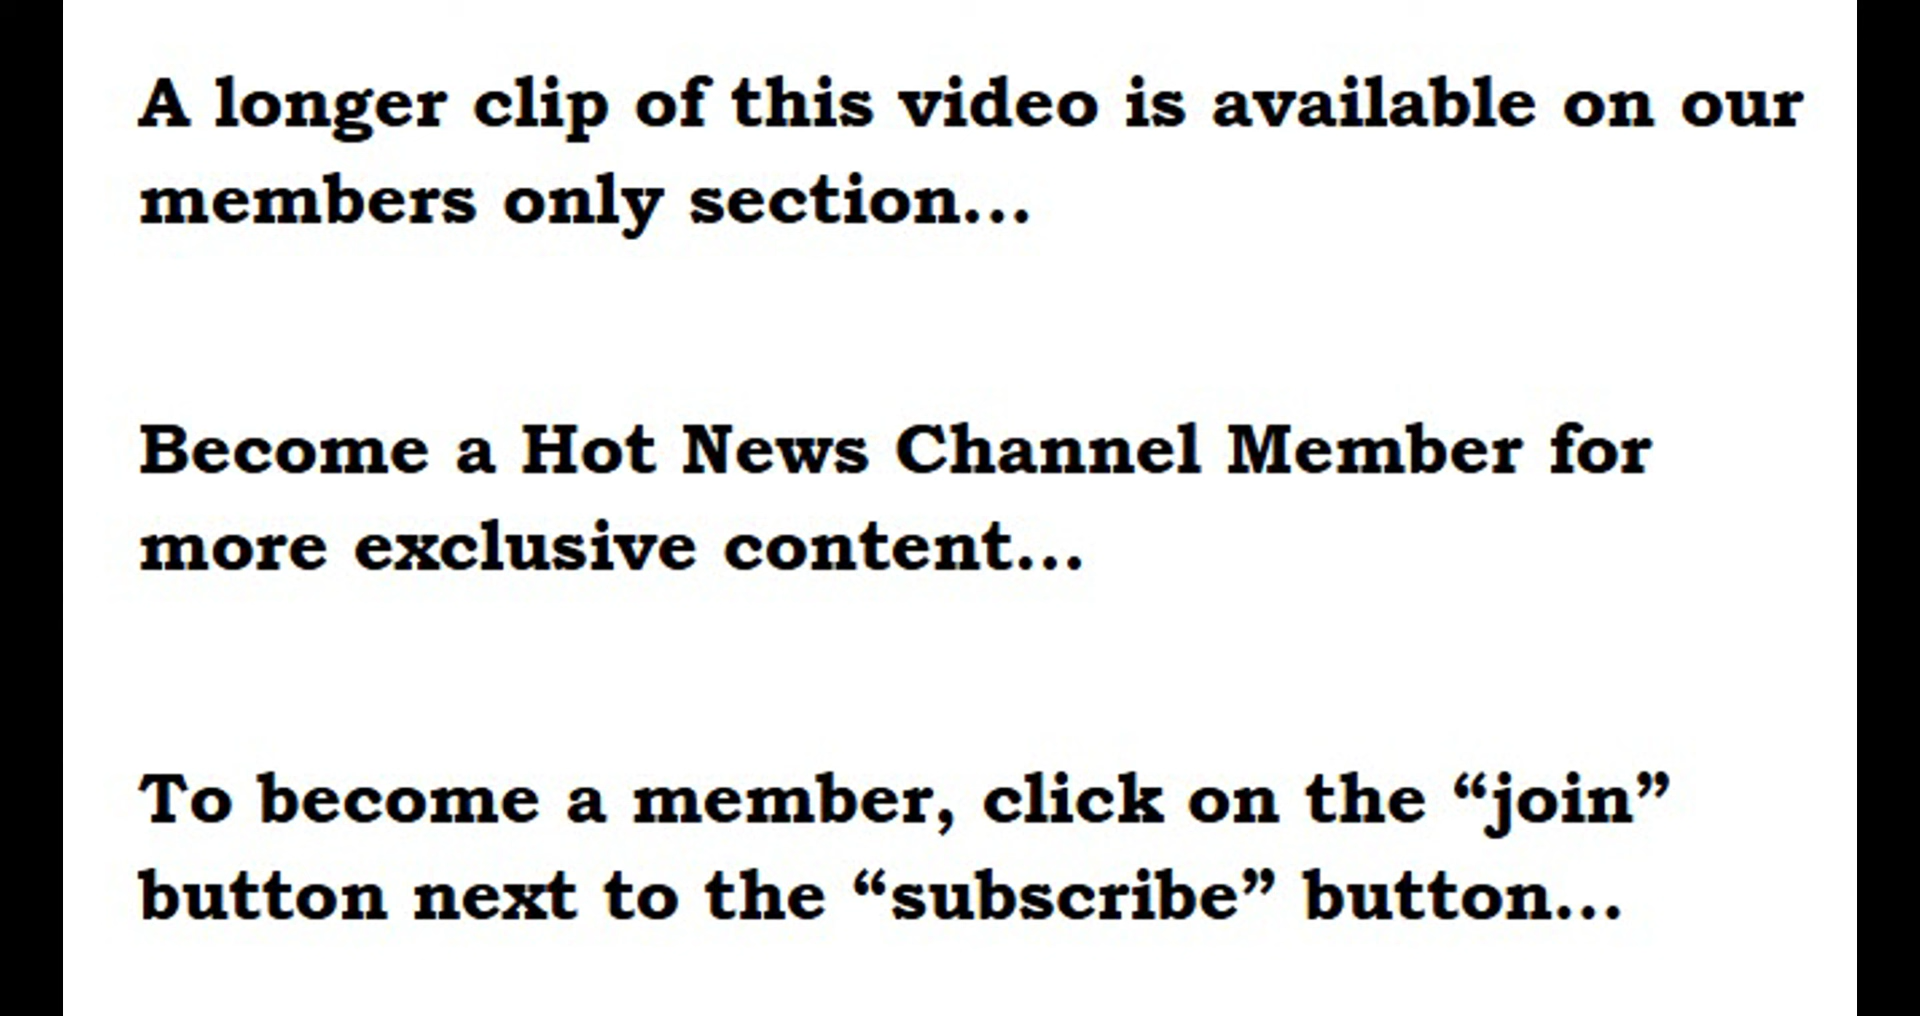 A longer clip of this video is available on our
members only section...
Become a Hot News Channel Member for
more exclusive content...
To become a member, click on the “join”
button next to the “subscribe” button...